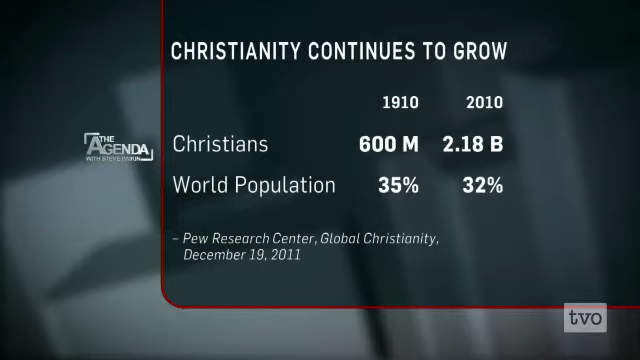 CHRISTIANITY CONTINUES TO GROW
1910 2010
THE
AGENDA
WITH STEVE PAIKIN
Christians 600 M 2.18 B
World Population 35% 32%
– Pew Research Center, Global Christianity,
December 19, 2011
tvo